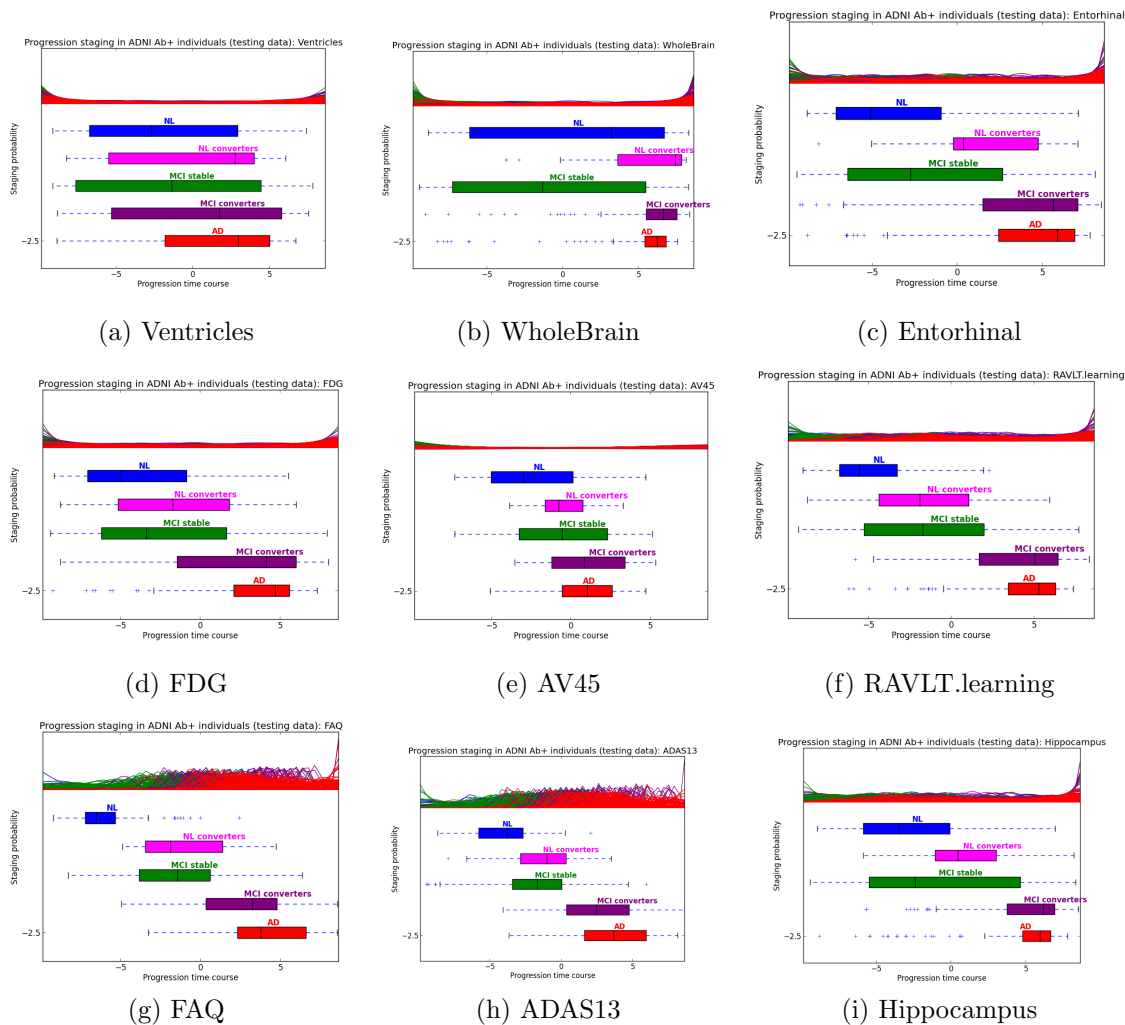 Progression staging in ADNI Ab+ individuals (testing data): Ventricles
Staging probability
NL
NL converters
MCI stable
MCI converters
AD
−2.5
−5 0 5
Progression time course
(a) Ventricles
Progression staging in ADNI Ab+ individuals (testing data): WholeBrain
Staging probability
NL
NL converters
MCI stable
MCI converters
AD
−2.5
−5 0 5
Progression time course
(b) WholeBrain
Progression staging in ADNI Ab+ individuals (testing data): Entorhinal
Staging probability
NL
NL converters
MCI stable
MCI converters
AD
−2.5
−5 0 5
Progression time course
(c) Entorhinal
Progression staging in ADNI Ab+ individuals (testing data): FDG
Staging probability
NL
NL converters
MCI stable
MCI converters
AD
−2.5
−5 0 5
Progression time course
(d) FDG
Progression staging in ADNI Ab+ individuals (testing data): AV45
Staging probability
NL
NL converters
MCI stable
MCI converters
AD
−2.5
−5 0 5
Progression time course
(e) AV45
Progression staging in ADNI Ab+ individuals (testing data): RAVLT.learning
Staging probability
NL
NL converters
MCI stable
MCI converters
AD
−2.5
−5 0 5
Progression time course
(f) RAVLT.learning
Progression staging in ADNI Ab+ individuals (testing data): FAQ
Staging probability
NL
NL converters
MCI stable
MCI converters
AD
−2.5
−5 0 5
Progression time course
(g) FAQ
Progression staging in ADNI Ab+ individuals (testing data): ADAS13
Staging probability
NL
NL converters
MCI stable
MCI converters
AD
−2.5
−5 0 5
Progression time course
(h) ADAS13
Progression staging in ADNI Ab+ individuals (testing data): Hippocampus
Staging probability
NL
NL converters
MCI stable
MCI converters
AD
−2.5
−5 0 5
Progression time course
(i) Hippocampus